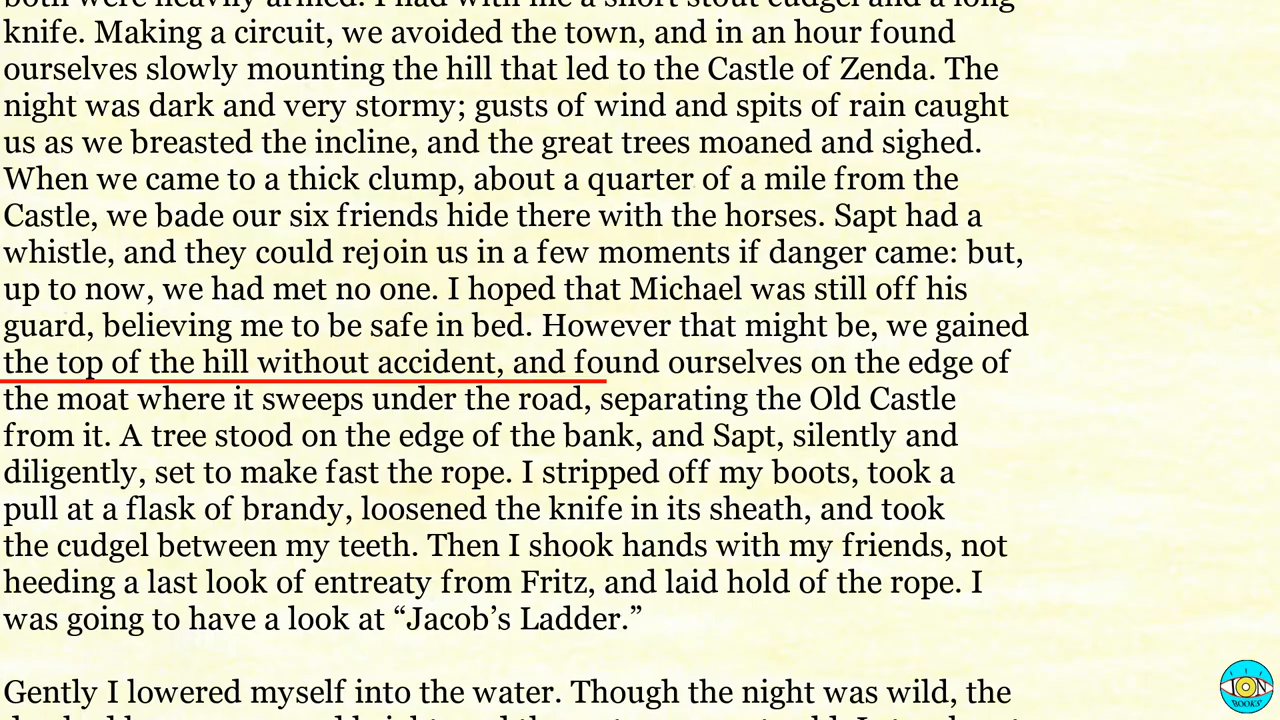 both were heavily armed. I had with me a short stout cudgel and a long
knife. Making a circuit, we avoided the town, and in an hour found
ourselves slowly mounting the hill that led to the Castle of Zenda. The
night was dark and very stormy; gusts of wind and spits of rain caught
us as we breasted the incline, and the great trees moaned and sighed.
When we came to a thick clump, about a quarter of a mile from the
Castle, we bade our six friends hide there with the horses. Sapt had a
whistle, and they could rejoin us in a few moments if danger came: but,
up to now, we had met no one. I hoped that Michael was still off his
guard, believing me to be safe in bed. However that might be, we gained
the top of the hill without accident, and found ourselves on the edge of
the moat where it sweeps under the road, separating the Old Castle
from it. A tree stood on the edge of the bank, and Sapt, silently and
diligently, set to make fast the rope. I stripped off my boots, took a
pull at a flask of brandy, loosened the knife in its sheath, and took
the cudgel between my teeth. Then I shook hands with my friends, not
heeding a last look of entreaty from Fritz, and laid hold of the rope. I
was going to have a look at “Jacob’s Ladder.”
Gently I lowered myself into the water. Though the night was wild, the
ION
BOOKS